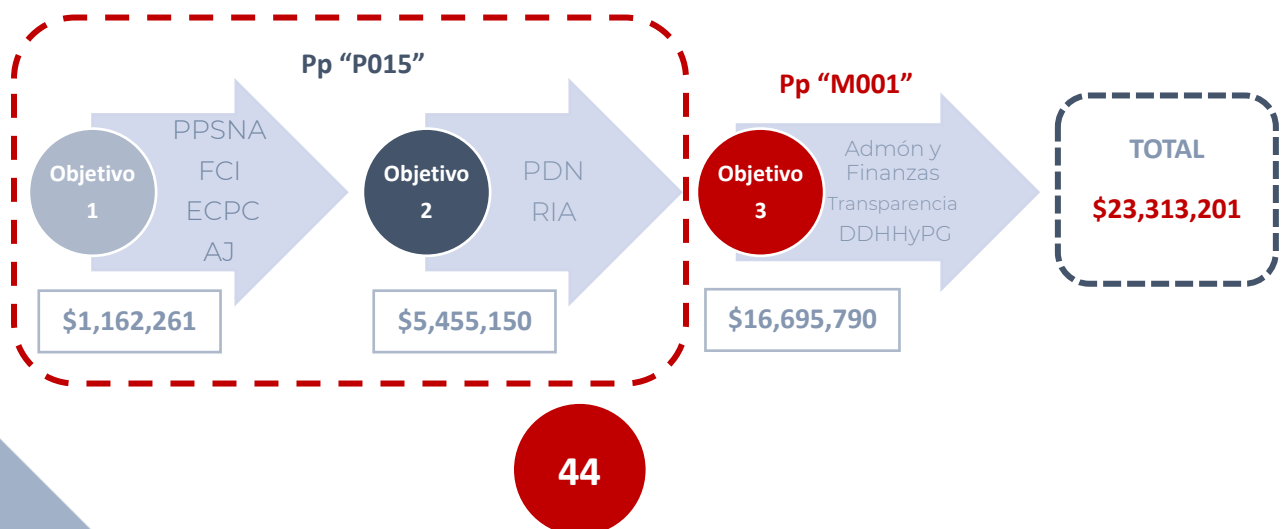 Pp “P015”
Objetivo
1
PPSNA
FCI
ECPC
AJ
$1,162,261
Objetivo
2
PDN
RIA
$5,455,150
Pp “M001”
Objetivo
3
Admón y
Finanzas
Transparencia
DDHHyPG
$16,695,790
TOTAL
$23,313,201
44